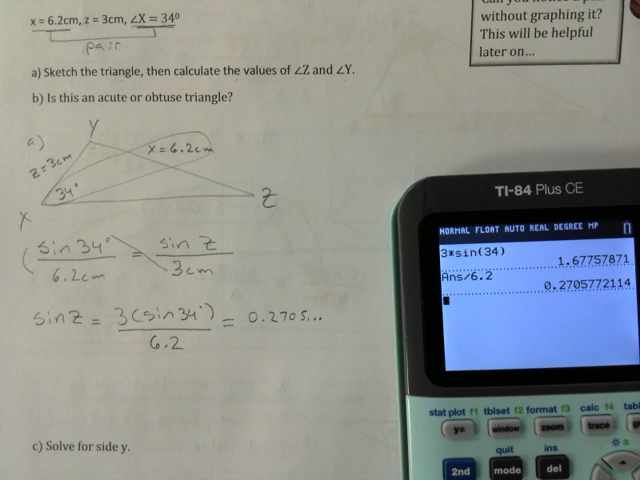 x = 6.2cm, z = 3cm, ∠X = 34⁰
pair
without graphing it?
This will be helpful
later on...
a) Sketch the triangle, then calculate the values of ∠Z and ∠Y.
b) Is this an acute or obtuse triangle?
a)
Y
z = 3cm
x = 6.2cm
34°
X
Z
( sin 34° / 6.2cm = sin Z / 3cm
sin Z = 3(sin 34°) / 6.2 = 0.2705...
c) Solve for side y.
TI-84 Plus CE
NORMAL FLOAT AUTO REAL DEGREE MP
3*sin(34)
1.67757871
Ans/6.2
0.2705772114
stat plot f1 tblset f2 format f3 calc f4
y= window zoom trace
quit ins
2nd mode del